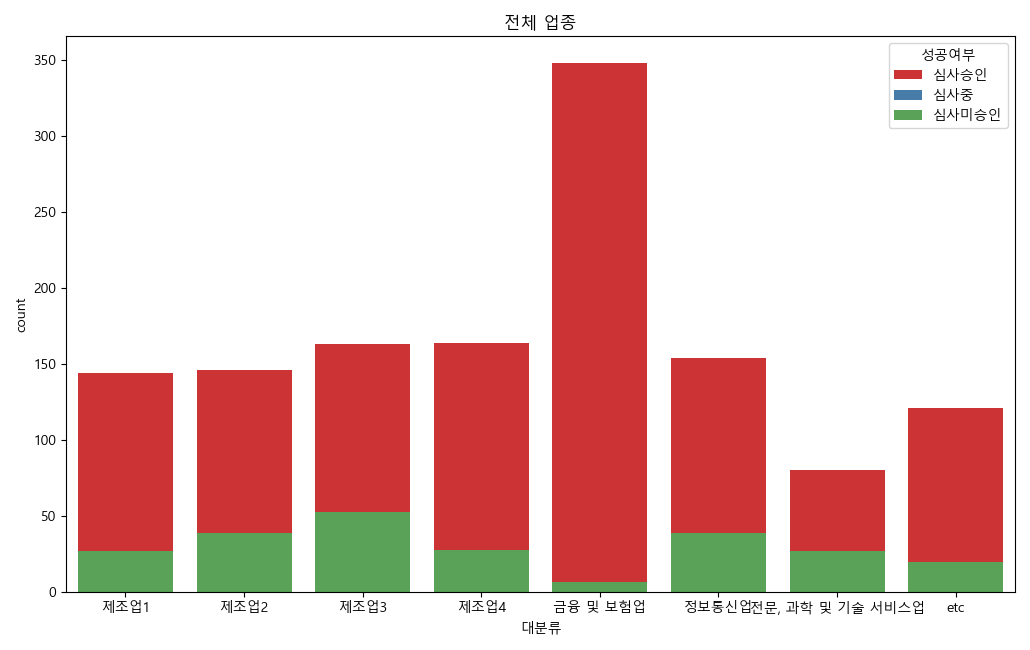 전체 업종
성공여부
심사승인
심사중
심사미승인
350
300
250
200
150
100
50
0
count
제조업1 제조업2 제조업3 제조업4 금융 및 보험업 정보통신업 전문, 과학 및 기술 서비스업 etc
대분류